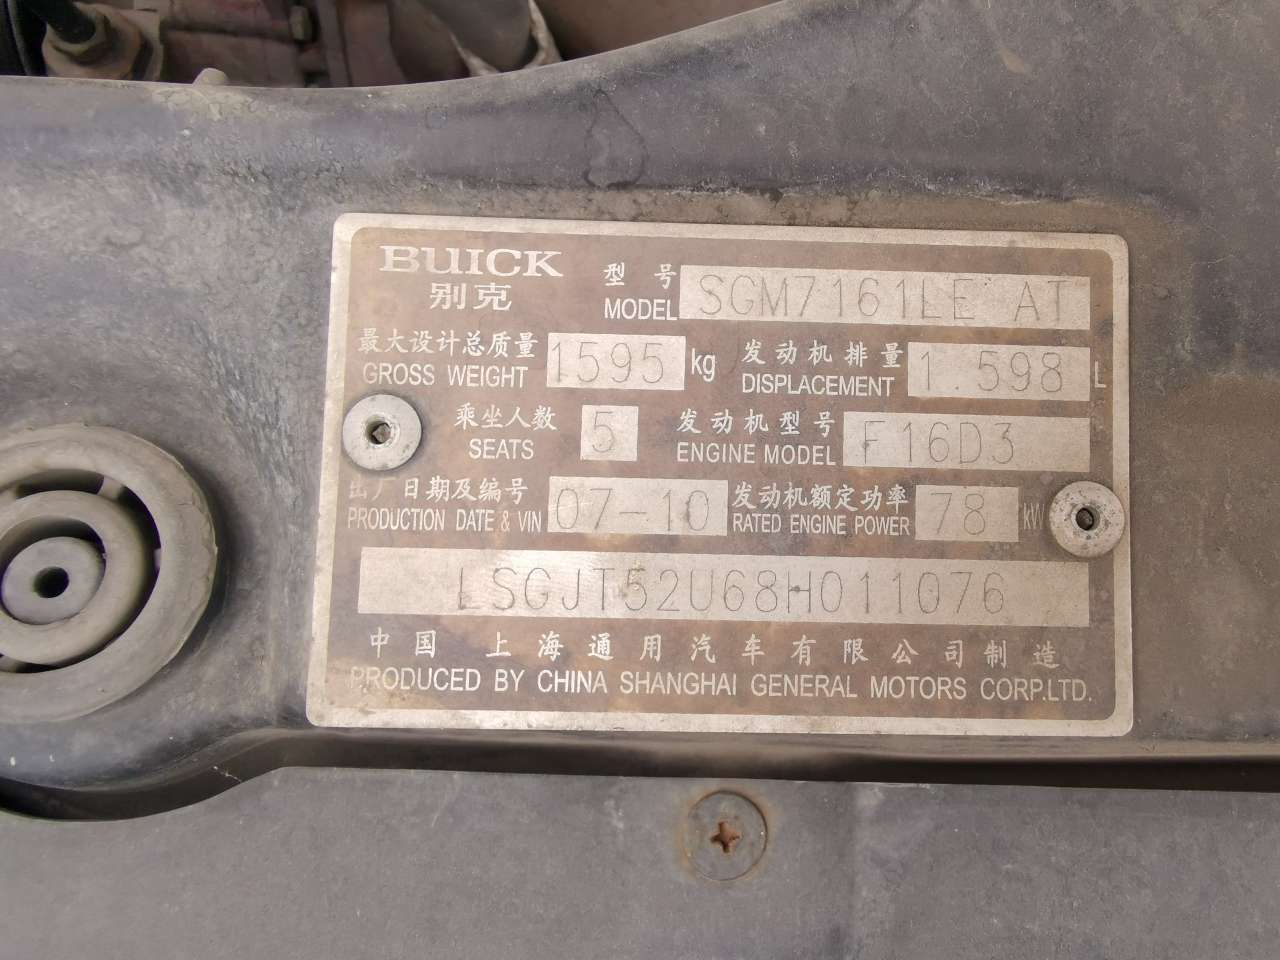 BUICK 型号
别克 MODEL SGM7161LE AT
最大设计总质量 1595 kg 发动机排量 1.598 L
GROSS WEIGHT DISPLACEMENT
乘坐人数 5 发动机型号 F16D3
SEATS ENGINE MODEL
出厂日期及编号 07-10 发动机额定功率 78 kW
PRODUCTION DATE & VIN RATED ENGINE POWER
LSGJT52U68H011076
中国 上海通用汽车有限公司制造
PRODUCED BY CHINA SHANGHAI GENERAL MOTORS CORP.LTD.